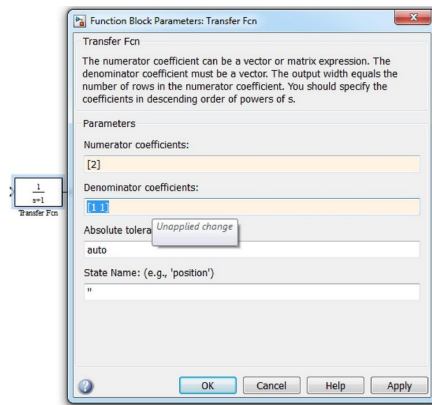 Function Block Parameters: Transfer Fcn
Transfer Fcn
The numerator coefficient can be a vector or matrix expression. The
denominator coefficient must be a vector. The output width equals the
number of rows in the numerator coefficient. You should specify the
coefficients in descending order of powers of s.
Parameters
Numerator coefficients:
[2]
Denominator coefficients:
[1 1]
Unapplied change
Absolute tolera
auto
State Name: (e.g., 'position')
''
OK Cancel Help Apply
1
s+1
Transfer Fcn